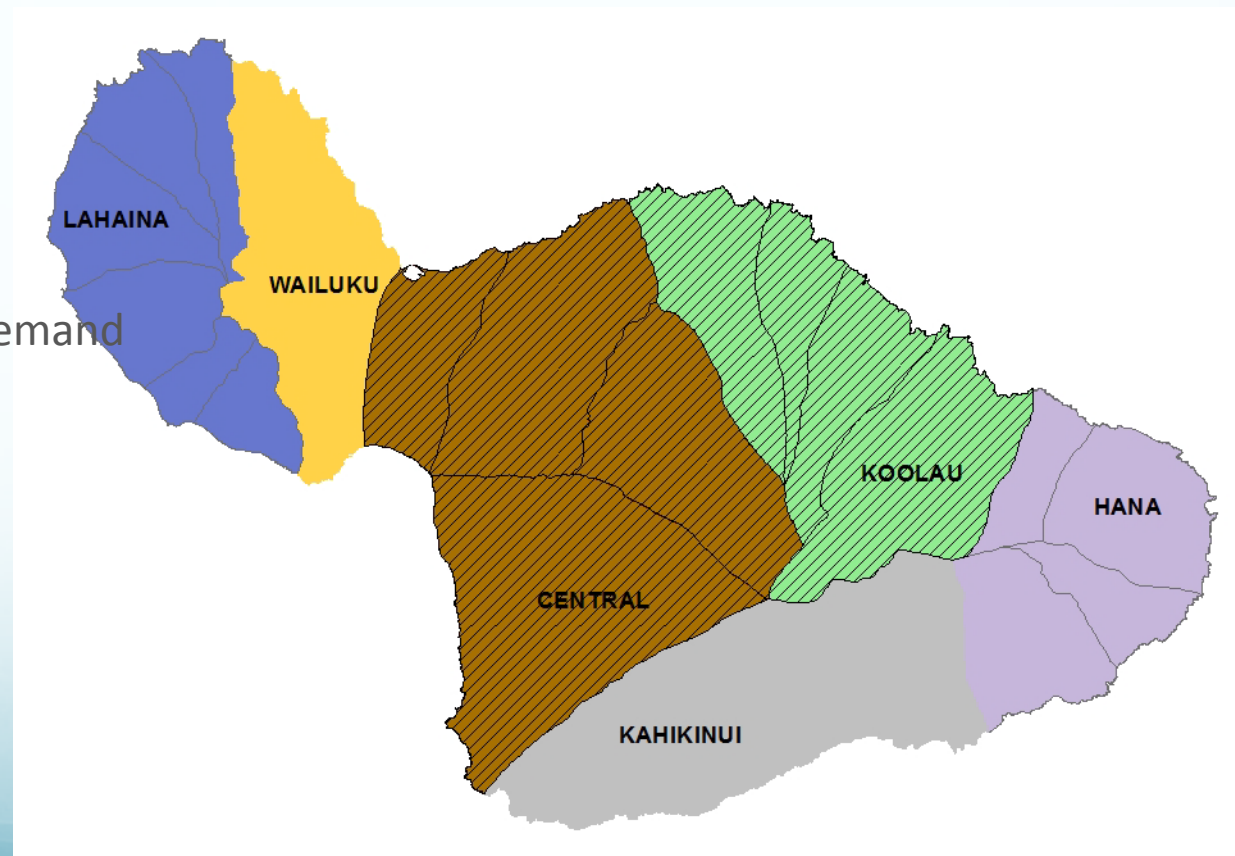 LAHAINA
WAILUKU
emand
KOOLAU
HANA
CENTRAL
KAHIKINUI